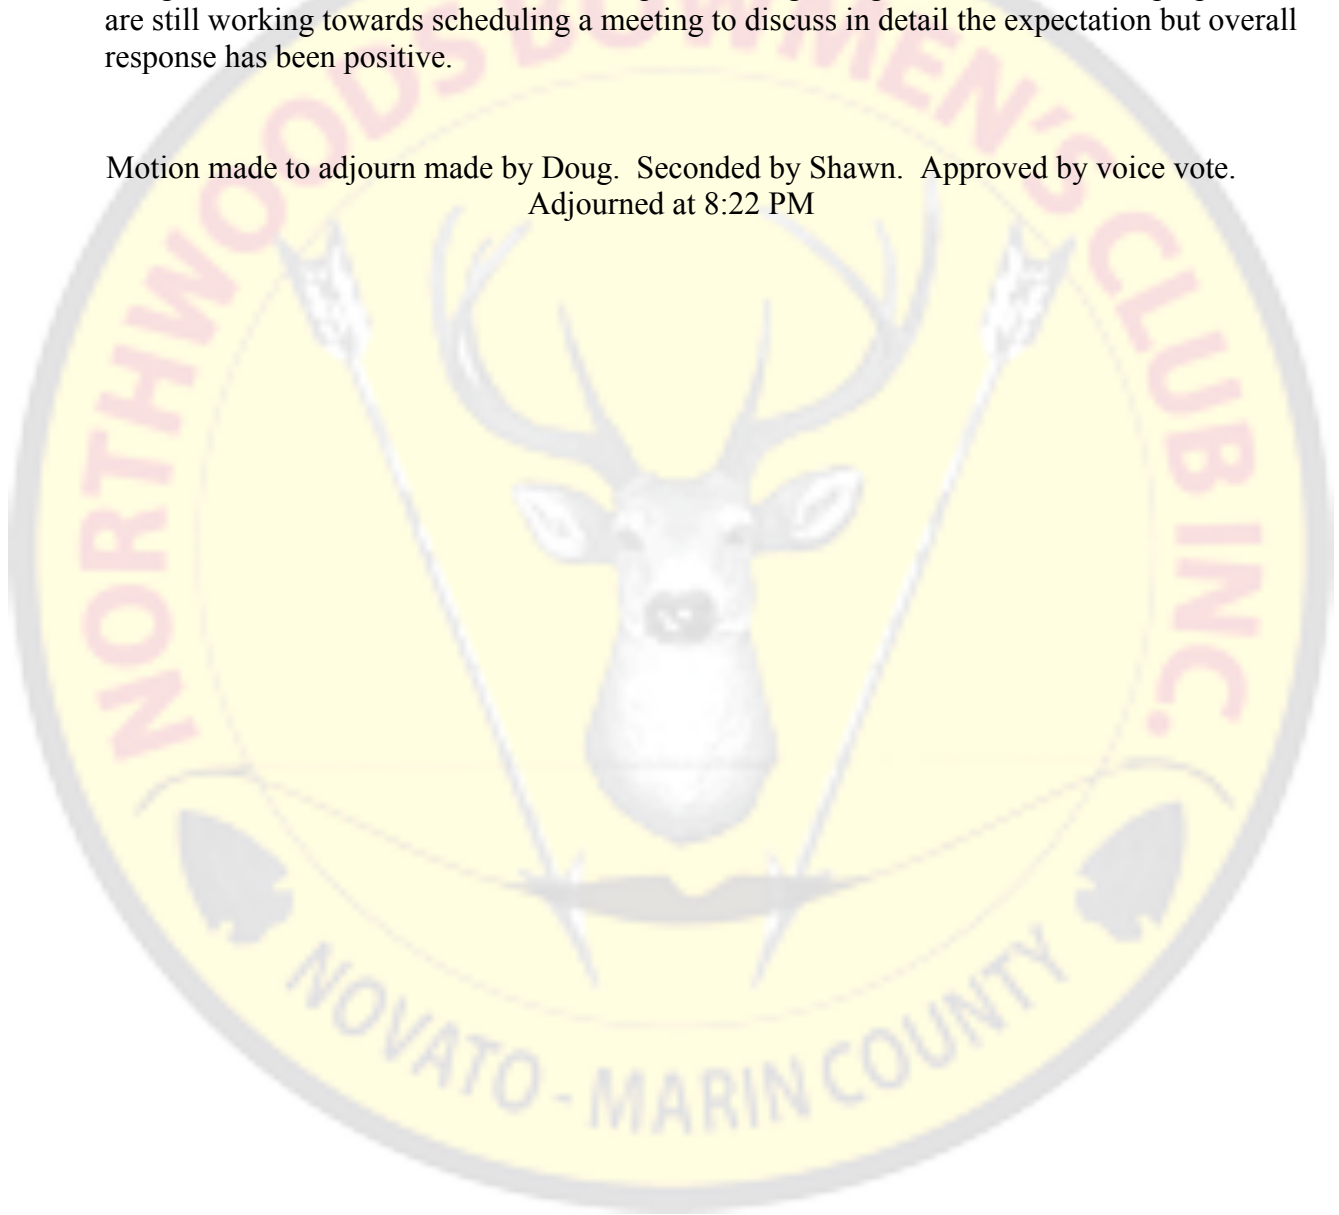 are still working towards scheduling a meeting to discuss in detail the expectation but overall
response has been positive.
Motion made to adjourn made by Doug.  Seconded by Shawn.  Approved by voice vote.
Adjourned at 8:22 PM
NORTHWOODS BOWMEN'S CLUB INC.
NOVATO - MARIN COUNTY